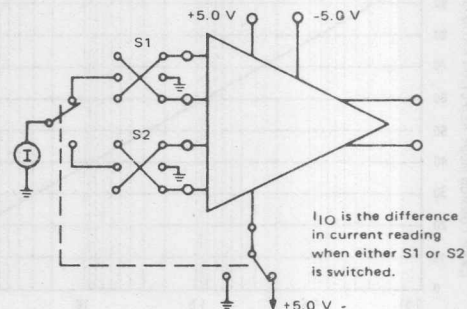 +5.0 V
-5.0 V
S1
S2
I
I_IO is the difference
in current reading
when either S1 or S2
is switched.
+5.0 V -